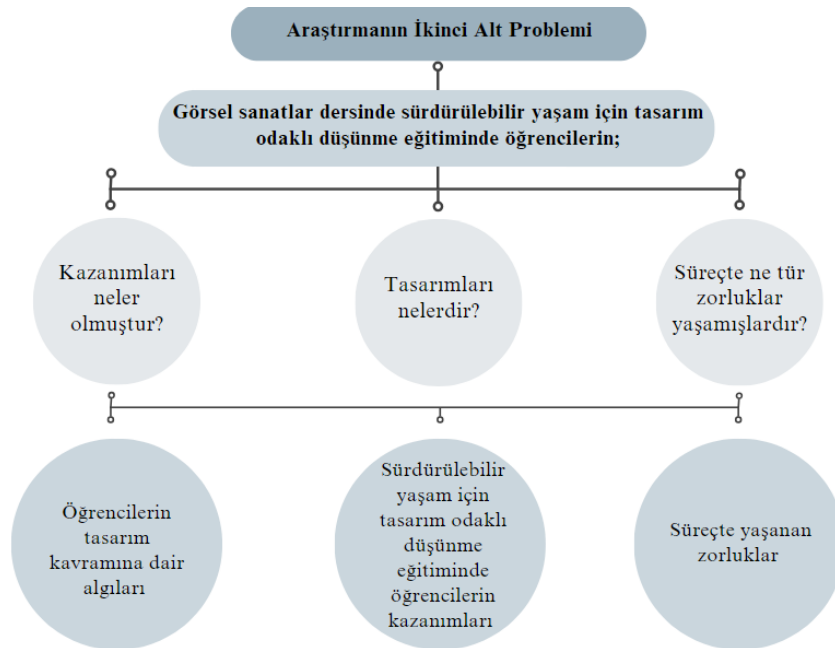 Araştırmanın İkinci Alt Problemi
Görsel sanatlar dersinde sürdürülebilir yaşam için tasarım
odaklı düşünme eğitiminde öğrencilerin;
Kazanımları
neler
olmuştur?
Tasarımları
nelerdir?
Süreçte ne tür
zorluklar
yaşamışlardır?
Öğrencilerin
tasarım
kavramına dair
algıları
Sürdürülebilir
yaşam için
tasarım odaklı
düşünme
eğitiminde
öğrencilerin
kazanımları
Süreçte yaşanan
zorluklar